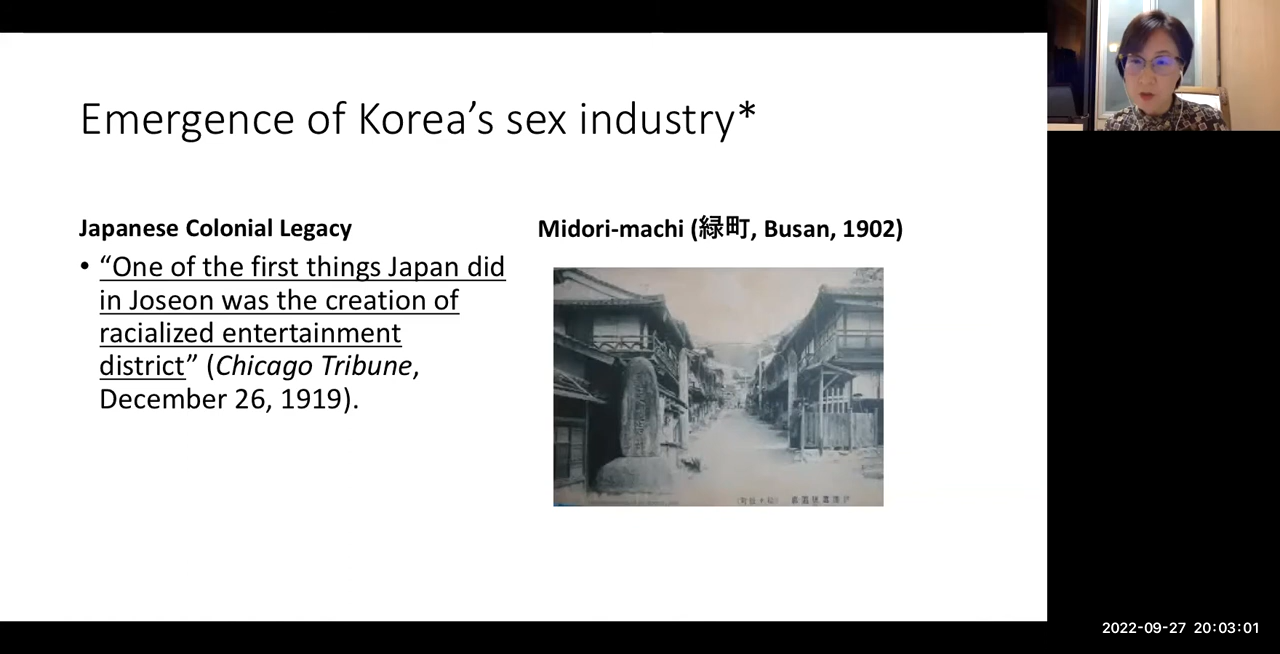 Emergence of Korea’s sex industry*
Japanese Colonial Legacy
• “One of the first things Japan did
in Joseon was the creation of
racialized entertainment
district” (Chicago Tribune,
December 26, 1919).
Midori-machi (緑町, Busan, 1902)
2022-09-27 20:03:01